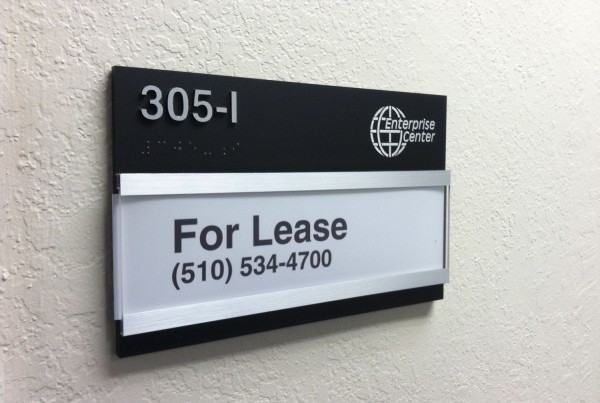 305-I
Enterprise
Center
For Lease
(510) 534-4700